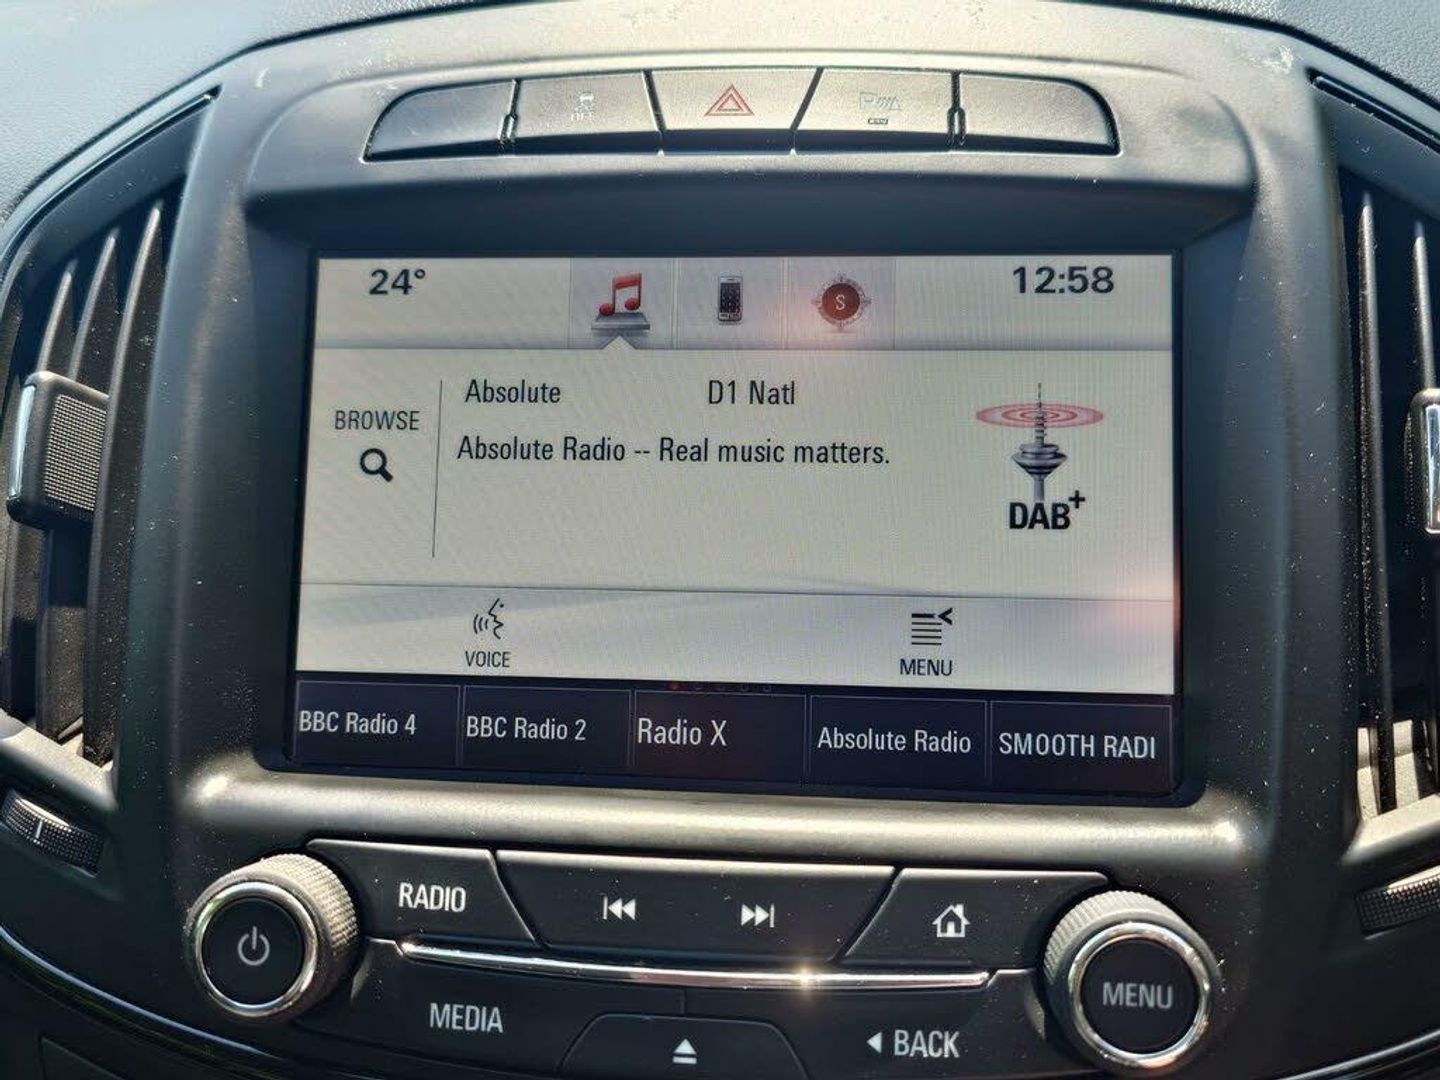 OFF
P
24°
S
12:58
BROWSE
Absolute D1 Natl
Absolute Radio -- Real music matters.
DAB+
VOICE
MENU
BBC Radio 4
BBC Radio 2
Radio X
Absolute Radio
SMOOTH RADI
RADIO
MEDIA
BACK
MENU